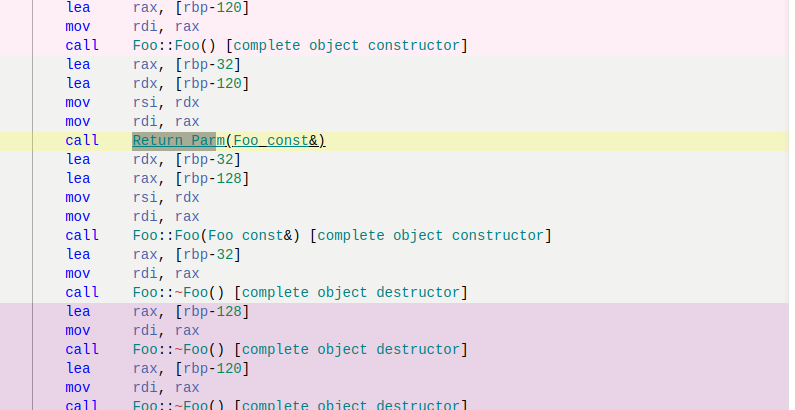 lea rax, [rbp-120]
mov rdi, rax
call Foo::Foo() [complete object constructor]
lea rax, [rbp-32]
lea rdx, [rbp-120]
mov rsi, rdx
mov rdi, rax
call Return_Parm(Foo const&)
lea rdx, [rbp-32]
lea rax, [rbp-128]
mov rsi, rdx
mov rdi, rax
call Foo::Foo(Foo const&) [complete object constructor]
lea rax, [rbp-32]
mov rdi, rax
call Foo::~Foo() [complete object destructor]
lea rax, [rbp-128]
mov rdi, rax
call Foo::~Foo() [complete object destructor]
lea rax, [rbp-120]
mov rdi, rax
call Foo::~Foo() [complete object destructor]